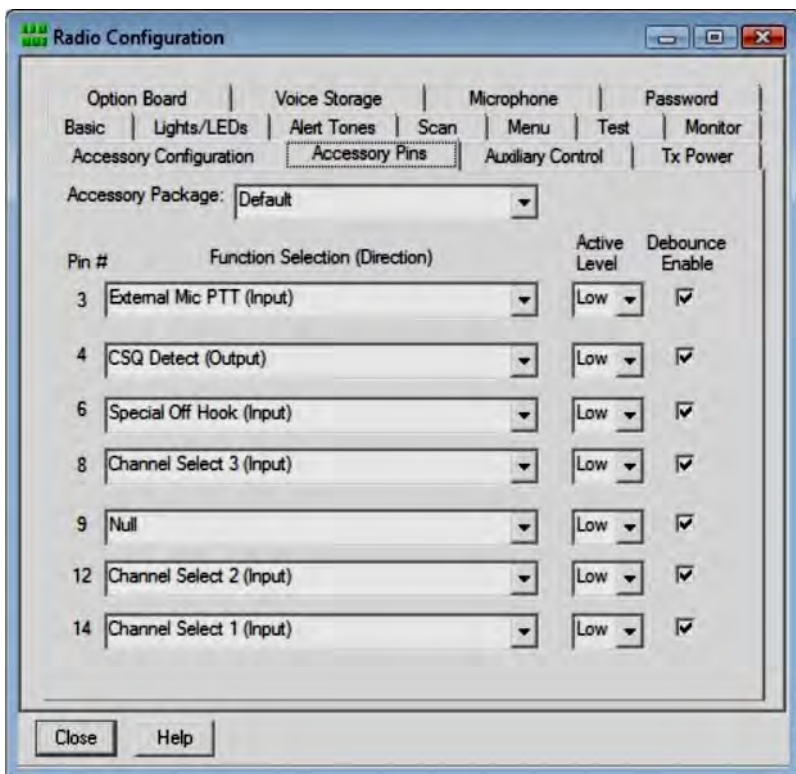 Radio Configuration
Option Board Voice Storage Microphone Password
Basic Lights/LEDs Alert Tones Scan Menu Test Monitor
Accessory Configuration Accessory Pins Auxiliary Control Tx Power
Accessory Package: Default
Pin # Function Selection (Direction) Active Level Debounce Enable
3 External Mic PTT (Input) Low
4 CSQ Detect (Output) Low
6 Special Off Hook (Input) Low
8 Channel Select 3 (Input) Low
9 Null Low
12 Channel Select 2 (Input) Low
14 Channel Select 1 (Input) Low
Close Help